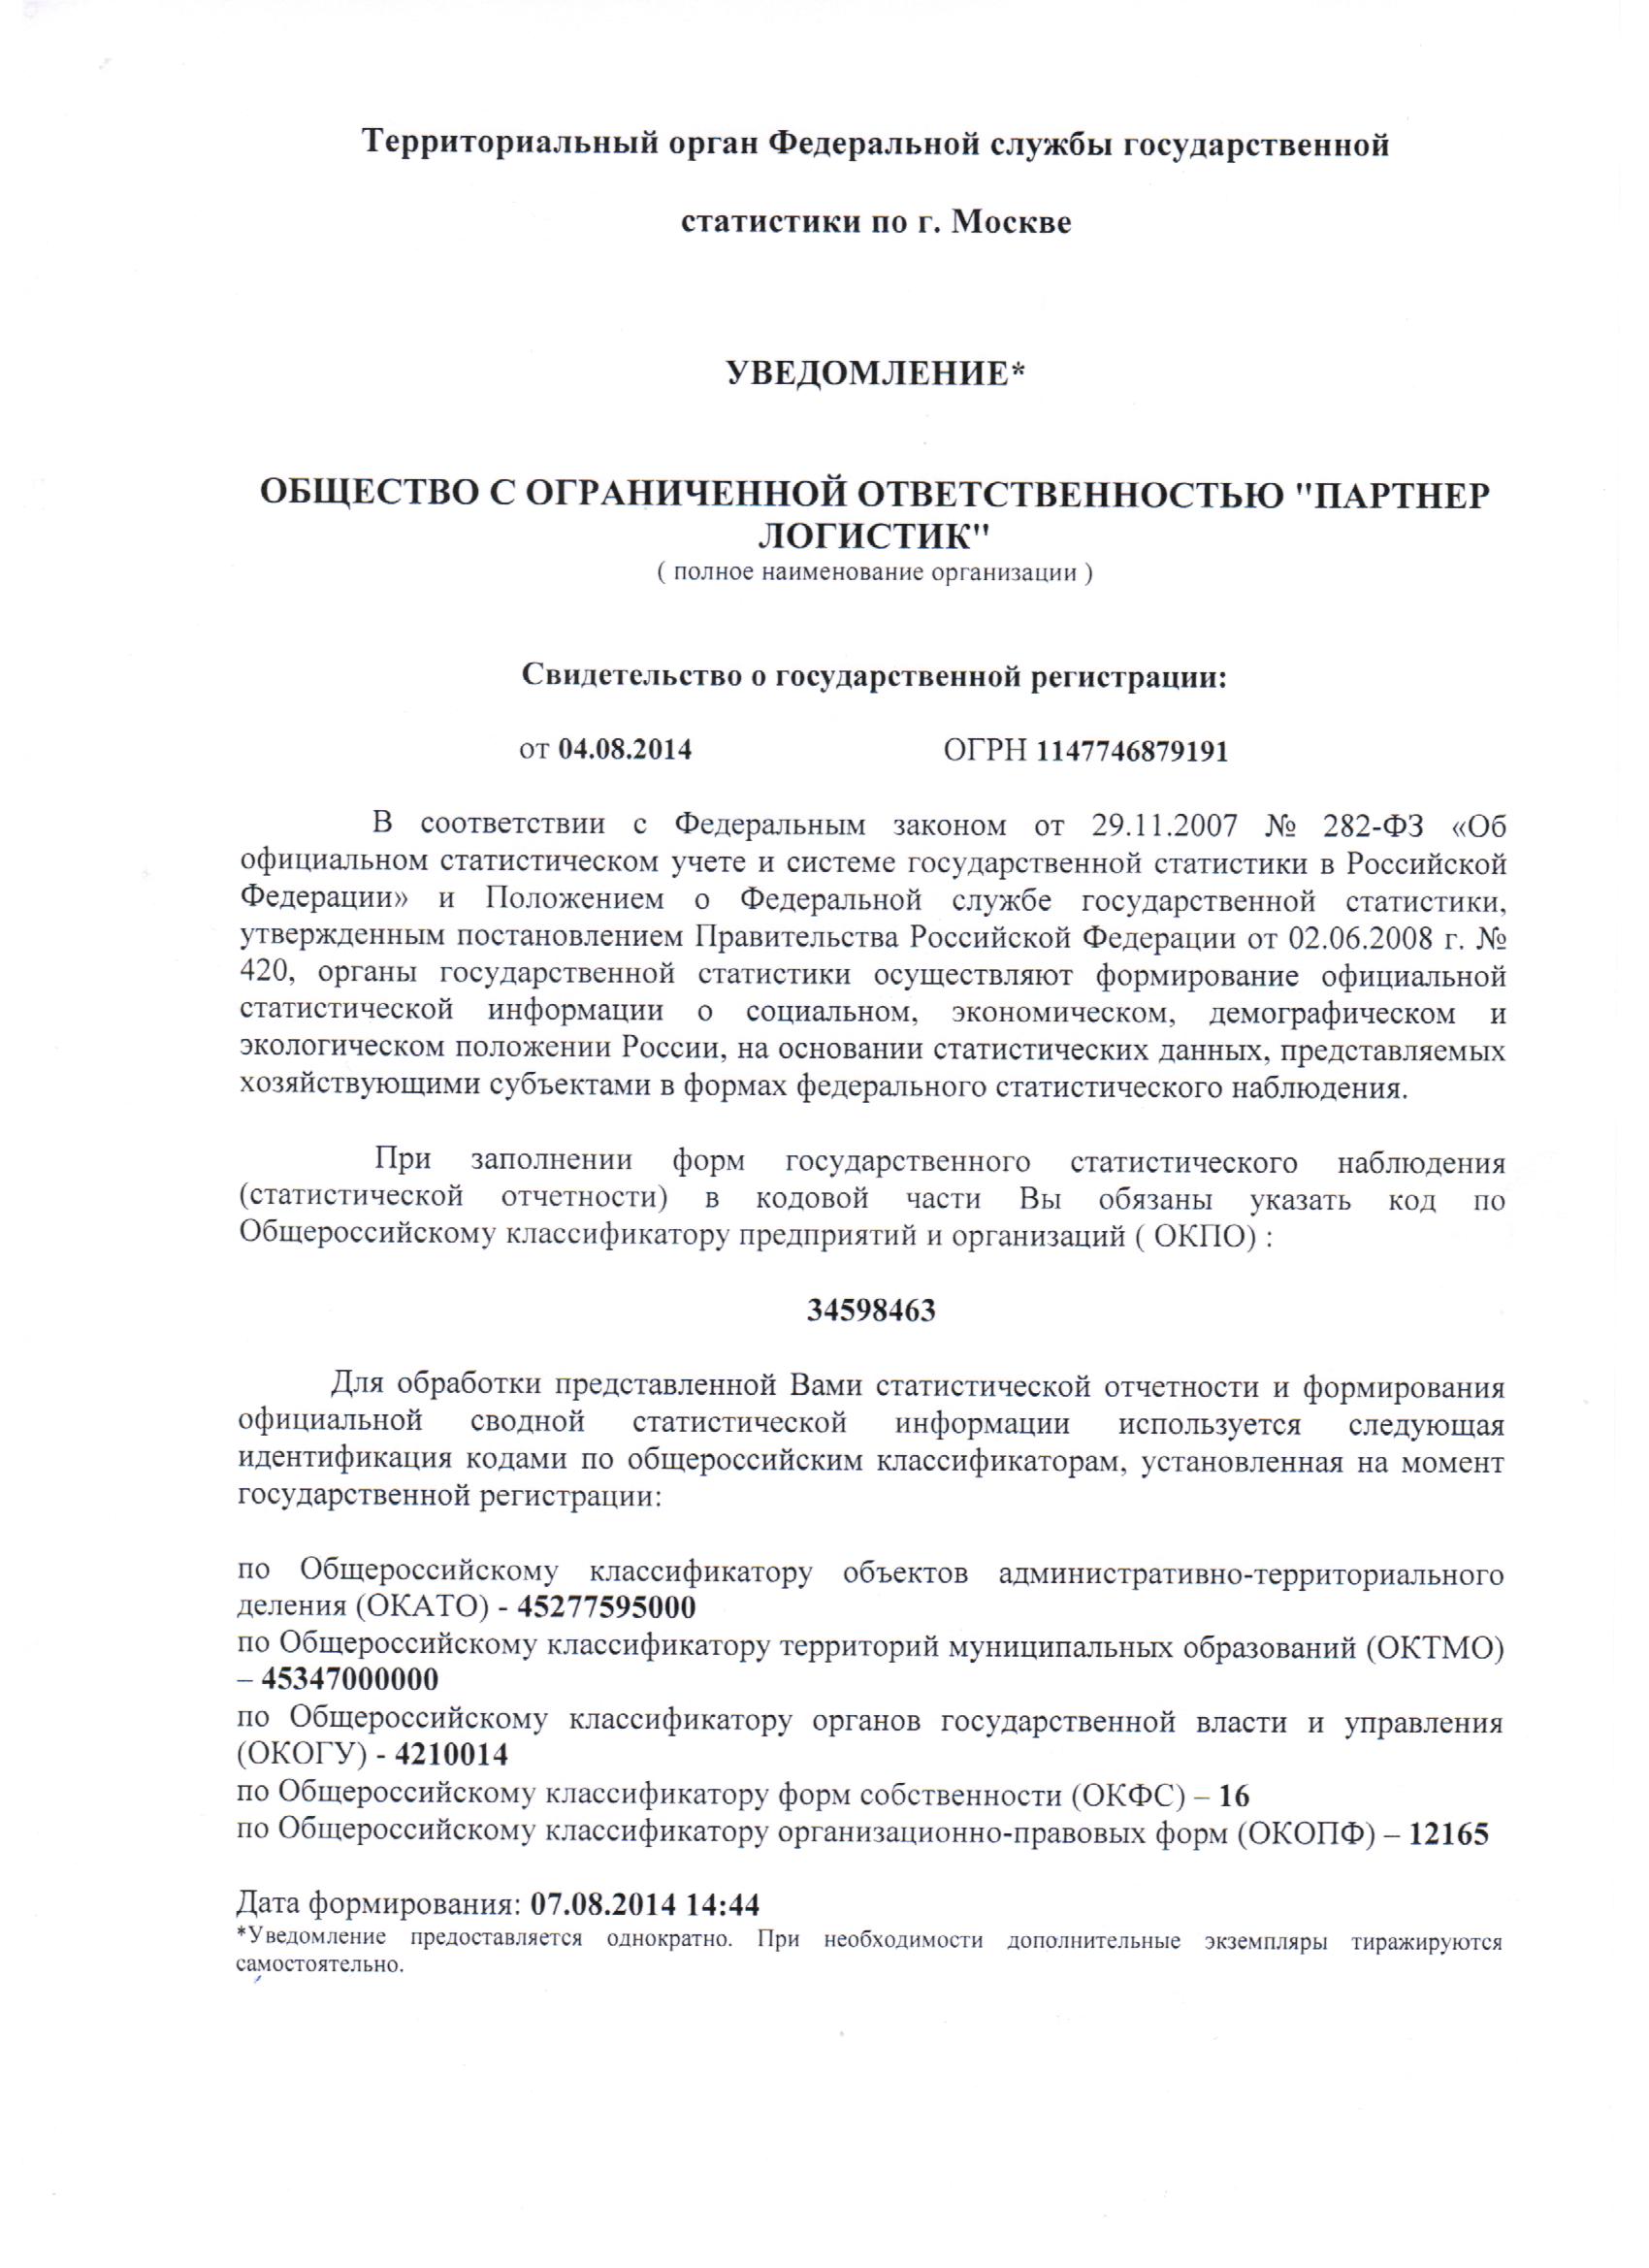 Территориальный орган Федеральной службы государственной
статистики по г. Москве
УВЕДОМЛЕНИЕ*
ОБЩЕСТВО С ОГРАНИЧЕННОЙ ОТВЕТСТВЕННОСТЬЮ "ПАРТНЕР
ЛОГИСТИК"
( полное наименование организации )
Свидетельство о государственной регистрации:
от 04.08.2014 ОГРН 1147746879191
В соответствии с Федеральным законом от 29.11.2007 № 282-ФЗ «Об
официальном статистическом учете и системе государственной статистики в Российской
Федерации» и Положением о Федеральной службе государственной статистики,
утвержденным постановлением Правительства Российской Федерации от 02.06.2008 г. №
420, органы государственной статистики осуществляют формирование официальной
статистической информации о социальном, экономическом, демографическом и
экологическом положении России, на основании статистических данных, представляемых
хозяйствующими субъектами в формах федерального статистического наблюдения.
При заполнении форм государственного статистического наблюдения
(статистической отчетности) в кодовой части Вы обязаны указать код по
Общероссийскому классификатору предприятий и организаций ( ОКПО) :
34598463
Для обработки представленной Вами статистической отчетности и формирования
официальной сводной статистической информации используется следующая
идентификация кодами по общероссийским классификаторам, установленная на момент
государственной регистрации:
по Общероссийскому классификатору объектов административно-территориального
деления (ОКАТО) - 45277595000
по Общероссийскому классификатору территорий муниципальных образований (ОКТМО)
– 45347000000
по Общероссийскому классификатору органов государственной власти и управления
(ОКОГУ) - 4210014
по Общероссийскому классификатору форм собственности (ОКФС) – 16
по Общероссийскому классификатору организационно-правовых форм (ОКОПФ) – 12165
Дата формирования: 07.08.2014 14:44
*Уведомление предоставляется однократно. При необходимости дополнительные экземпляры тиражируются
самостоятельно.